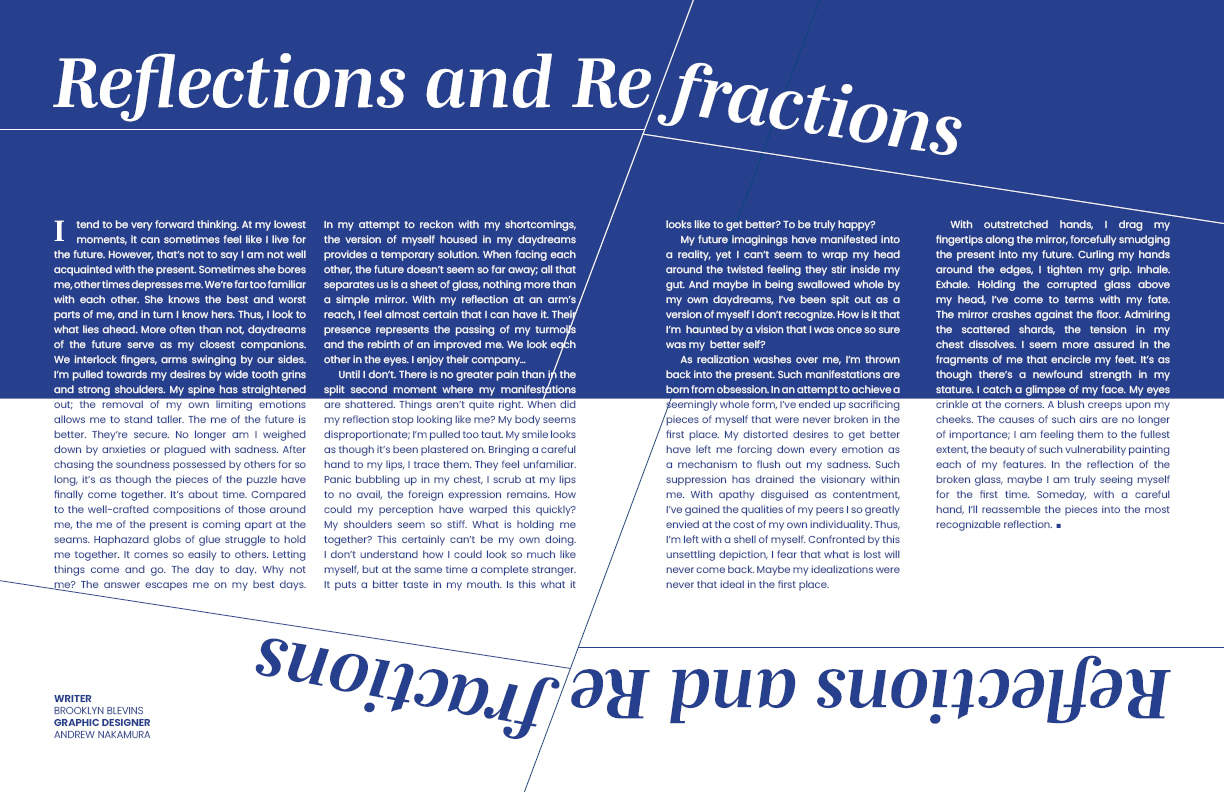 Reflections and Re fractions
I tend to be very forward thinking. At my lowest
moments, it can sometimes feel like I live for
the future. However, that's not to say I am not well
acquainted with the present. Sometimes she bores
me, other times depresses me. We're far too familiar
with each other. She knows the best and worst
parts of me, and in turn I know hers. Thus, I look to
what lies ahead. More often than not, daydreams
of the future serve as my closest companions.
We interlock fingers, arms swinging by our sides.
I'm pulled towards my desires by wide tooth grins
and strong shoulders. My spine has straightened
out; the removal of my own limiting emotions
allows me to stand taller. The me of the future is
better. They're secure. No longer am I weighed
down by anxieties or plagued with sadness. After
chasing the soundness possessed by others for so
long, it's as though the pieces of the puzzle have
finally come together. It's about time. Compared
to the well-crafted compositions of those around
me, the me of the present is coming apart at the
seams. Haphazard globs of glue struggle to hold
me together. It comes so easily to others. Letting
things come and go. The day to day. Why not
me? The answer escapes me on my best days.
In my attempt to reckon with my shortcomings,
the version of myself housed in my daydreams
provides a temporary solution. When facing each
other, the future doesn't seem so far away; all that
separates us is a sheet of glass, nothing more than
a simple mirror. With my reflection at an arm's
reach, I feel almost certain that I can have it. Their
presence represents the passing of my turmoils
and the rebirth of an improved me. We look each
other in the eyes. I enjoy their company...
Until I don't. There is no greater pain than in the
split second moment where my manifestations
are shattered. Things aren't quite right. When did
my reflection stop looking like me? My body seems
disproportionate; I'm pulled too taut. My smile looks
as though it's been plastered on. Bringing a careful
hand to my lips, I trace them. They feel unfamiliar.
Panic bubbling up in my chest, I scrub at my lips
to no avail, the foreign expression remains. How
could my perception have warped this quickly?
My shoulders seem so stiff. What is holding me
together? This certainly can't be my own doing.
I don't understand how I could look so much like
myself, but at the same time a complete stranger.
It puts a bitter taste in my mouth. Is this what it
looks like to get better? To be truly happy?
My future imaginings have manifested into
a reality, yet I can't seem to wrap my head
around the twisted feeling they stir inside my
gut. And maybe in being swallowed whole by
my own daydreams, I've been spit out as a
version of myself I don't recognize. How is it that
I'm haunted by a vision that I was once so sure
was my better self?
As realization washes over me, I'm thrown
back into the present. Such manifestations are
born from obsession. In an attempt to achieve a
seemingly whole form, I've ended up sacrificing
pieces of myself that were never broken in the
first place. My distorted desires to get better
have left me forcing down every emotion as
a mechanism to flush out my sadness. Such
suppression has drained the visionary within
me. With apathy disguised as contentment,
I've gained the qualities of my peers I so greatly
envied at the cost of my own individuality. Thus,
I'm left with a shell of myself. Confronted by this
unsettling depiction, I fear that what is lost will
never come back. Maybe my idealizations were
never that ideal in the first place.
With outstretched hands, I drag my
fingertips along the mirror, forcefully smudging
the present into my future. Curling my hands
around the edges, I tighten my grip. Inhale.
Exhale. Holding the corrupted glass above
my head, I've come to terms with my fate.
The mirror crashes against the floor. Admiring
the scattered shards, the tension in my
chest dissolves. I seem more assured in the
fragments of me that encircle my feet. It's as
though there's a newfound strength in my
stature. I catch a glimpse of my face. My eyes
crinkle at the corners. A blush creeps upon my
cheeks. The causes of such airs are no longer
of importance; I am feeling them to the fullest
extent, the beauty of such vulnerability painting
each of my features. In the reflection of the
broken glass, maybe I am truly seeing myself
for the first time. Someday, with a careful
hand, I'll reassemble the pieces into the most
recognizable reflection. ▪
Reflections and Re fractions
WRITER
BROOKLYN BLEVINS
GRAPHIC DESIGNER
ANDREW NAKAMURA